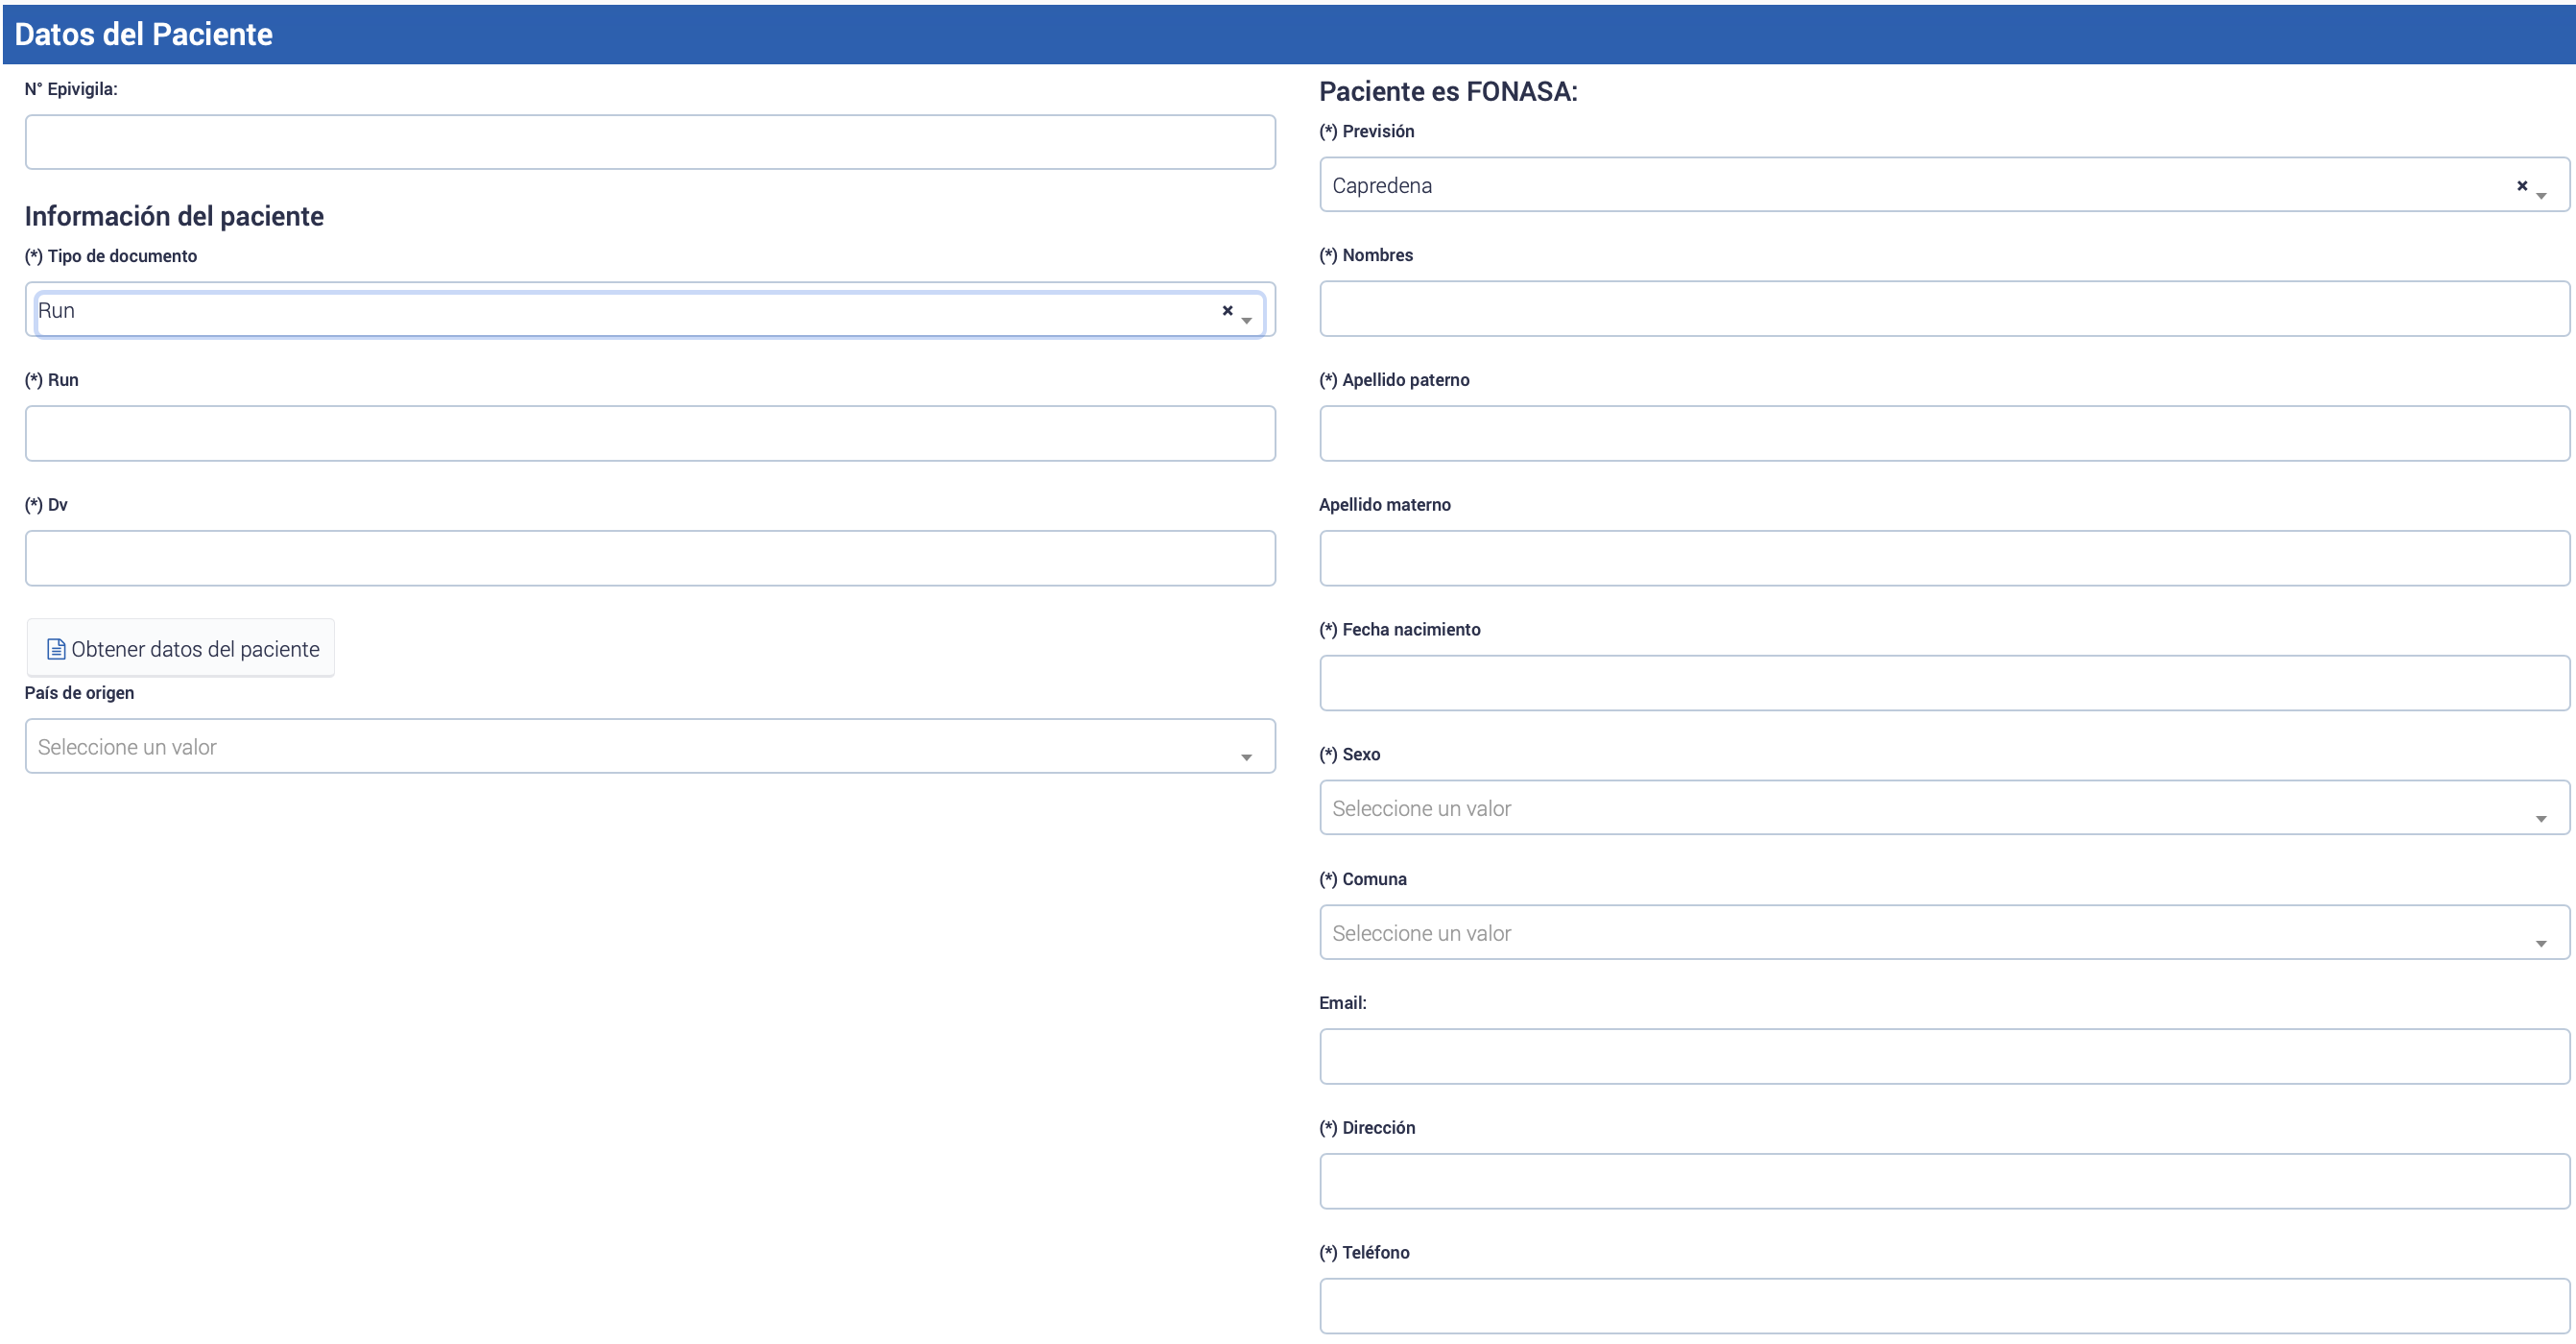 Datos del Paciente
N° Epivigila:
Información del paciente
(*) Tipo de documento
Run
(*) Run
(*) Dv
Obtener datos del paciente
País de origen
Seleccione un valor
Paciente es FONASA:
(*) Previsión
Capredena
(*) Nombres
(*) Apellido paterno
Apellido materno
(*) Fecha nacimiento
(*) Sexo
Seleccione un valor
(*) Comuna
Seleccione un valor
Email:
(*) Dirección
(*) Teléfono